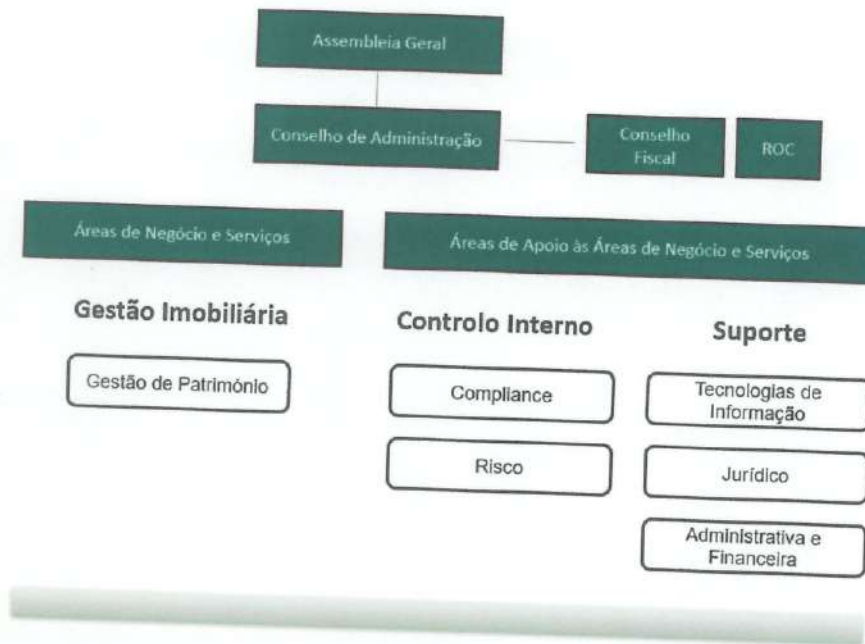 Assembleia Geral
Conselho de Administração
Conselho
Fiscal
ROC
Áreas de Negócio e Serviços
Áreas de Apoio às Áreas de Negócio e Serviços
Gestão Imobiliária
Controlo Interno
Suporte
Gestão de Património
Compliance
Tecnologias de
Informação
Risco
Jurídico
Administrativa e
Financeira